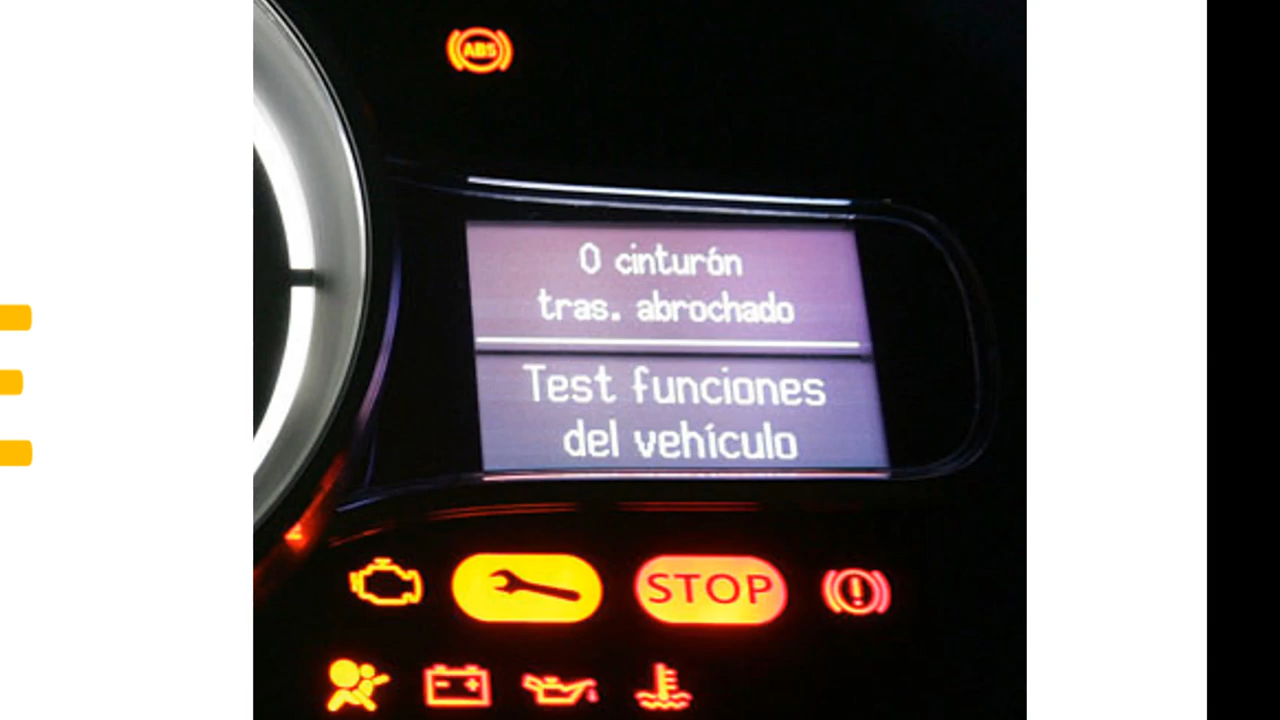 ABS
0 cinturón
tras. abrochado
Test funciones
del vehículo
STOP